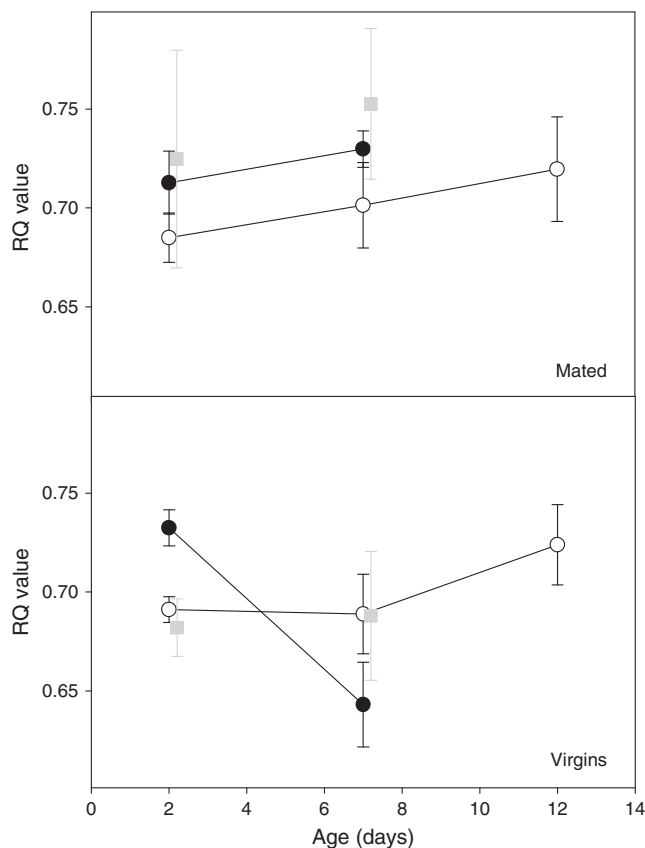 0.75
0.70
0.65
RQ value
Mated
0.75
0.70
0.65
RQ value
Virgins
0 2 4 6 8 10 12 14
Age (days)